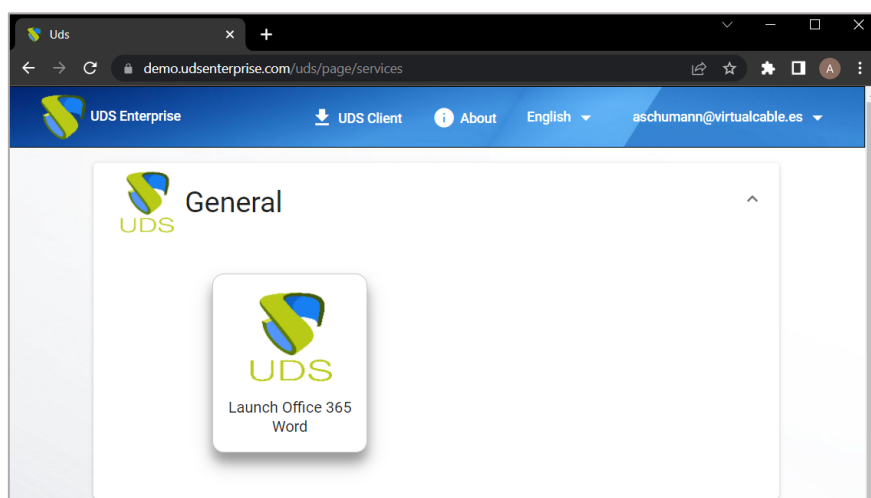 Uds
demo.udsenterprise.com/uds/page/services
A
UDS Enterprise
UDS Client
i About
English
aschumann@virtualcable.es
UDS
General
UDS
Launch Office 365
Word